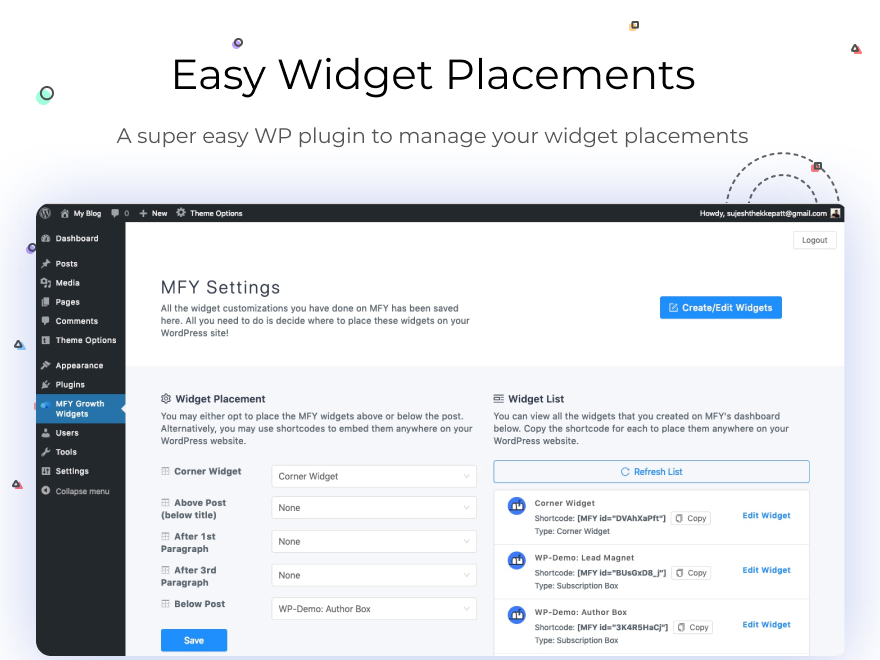 Easy Widget Placements
A super easy WP plugin to manage your widget placements
My Blog 0 New Theme Options Howdy, sujeshthekkepatt@gmail.com
Dashboard
Posts
Media
Pages
Comments
Theme Options
Appearance
Plugins
MFY Growth
Widgets
Users
Tools
Settings
Collapse menu
Logout
MFY Settings
All the widget customizations you have done on MFY has been saved
here. All you need to do is decide where to place these widgets on your
WordPress site!
Create/Edit Widgets
Widget Placement
You may either opt to place the MFY widgets above or below the post.
Alternatively, you may use shortcodes to embed them anywhere on your
WordPress website.
Corner Widget
Corner Widget
Above Post
(below title)
None
After 1st
Paragraph
None
After 3rd
Paragraph
None
Below Post
WP-Demo: Author Box
Save
Widget List
You can view all the widgets that you created on MFY's dashboard
below. Copy the shortcode for each to place them anywhere on your
WordPress website.
Refresh List
Corner Widget
Shortcode: [MFY id="DVAhXaPft"] Copy
Type: Corner Widget
Edit Widget
WP-Demo: Lead Magnet
Shortcode: [MFY id="BUsGxD8_j"] Copy
Type: Subscription Box
Edit Widget
WP-Demo: Author Box
Shortcode: [MFY id="3K4R5HaCj"] Copy
Type: Subscription Box
Edit Widget